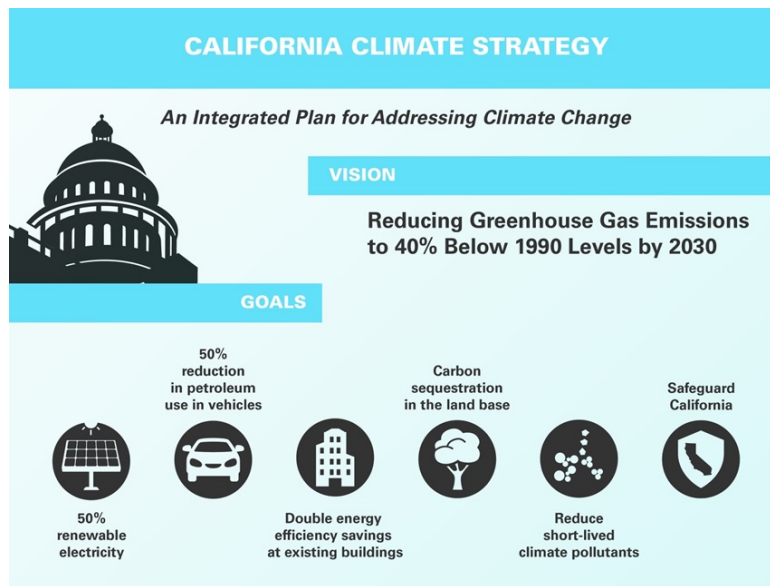 CALIFORNIA CLIMATE STRATEGY
An Integrated Plan for Addressing Climate Change
VISION
Reducing Greenhouse Gas Emissions
to 40% Below 1990 Levels by 2030
GOALS
50%
renewable
electricity
50%
reduction
in petroleum
use in vehicles
Double energy
efficiency savings
at existing buildings
Carbon
sequestration
in the land base
Reduce
short-lived
climate pollutants
Safeguard
California